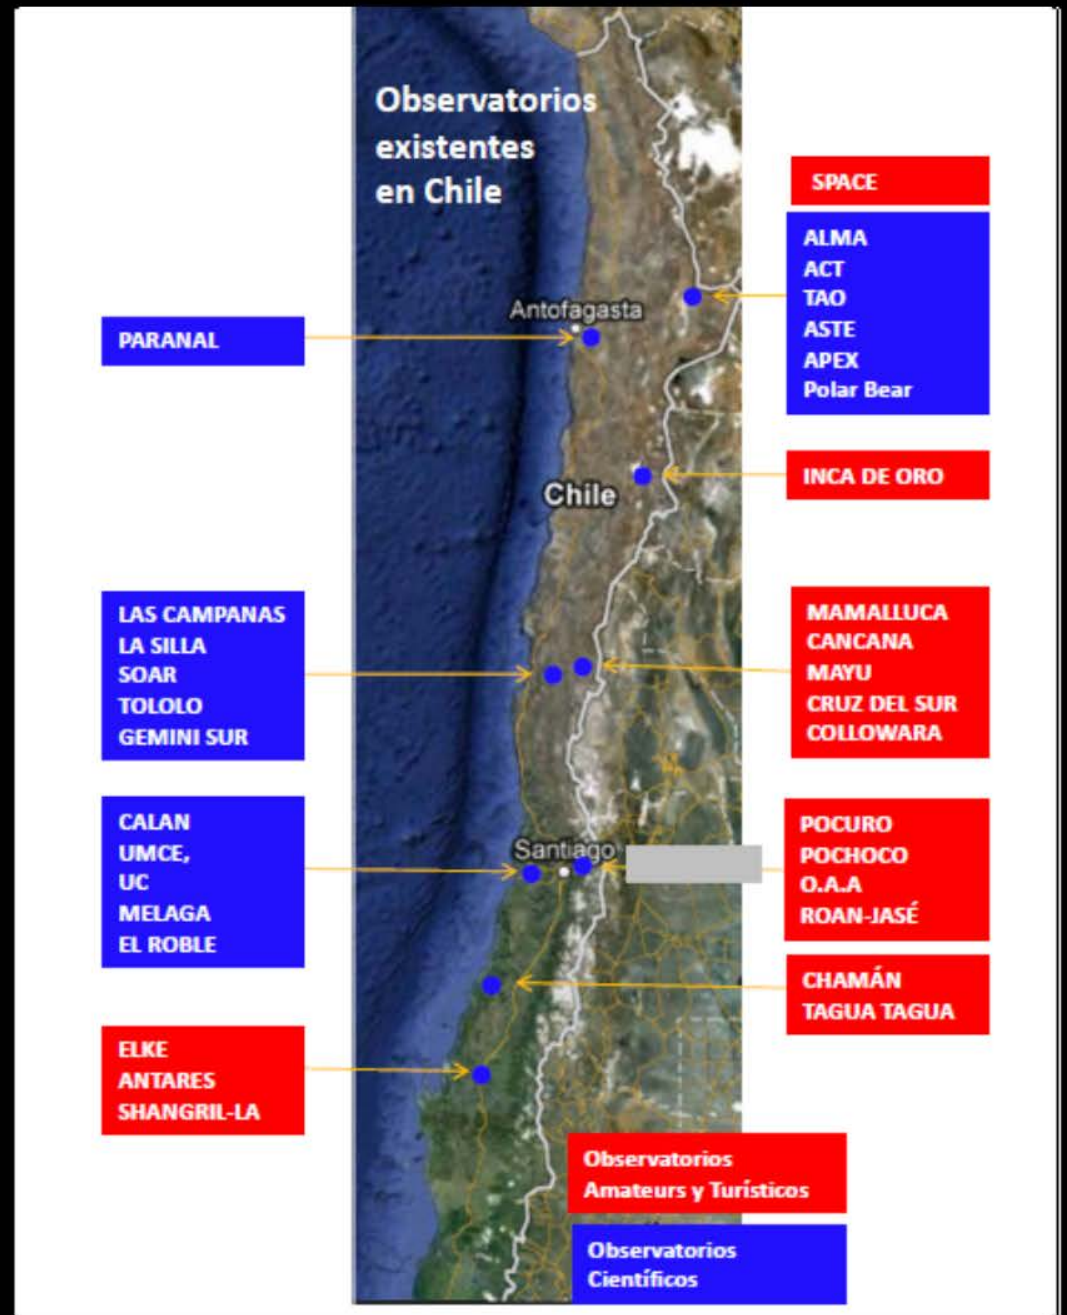 Observatorios
existentes
en Chile
SPACE
ALMA
ACT
TAO
ASTE
APEX
Polar Bear
Antofagasta
PARANAL
INCA DE ORO
Chile
LAS CAMPANAS
LA SILLA
SOAR
TOLOLO
GEMINI SUR
MAMALLUCA
CANCANA
MAYU
CRUZ DEL SUR
COLLOWARA
CALAN
UMCE,
UC
MELAGA
EL ROBLE
Santiago
POCURO
POCHOCO
O.A.A
ROAN-JASÉ
CHAMÁN
TAGUA TAGUA
ELKE
ANTARES
SHANGRIL-LA
Observatorios
Amateurs y Turísticos
Observatorios
Científicos